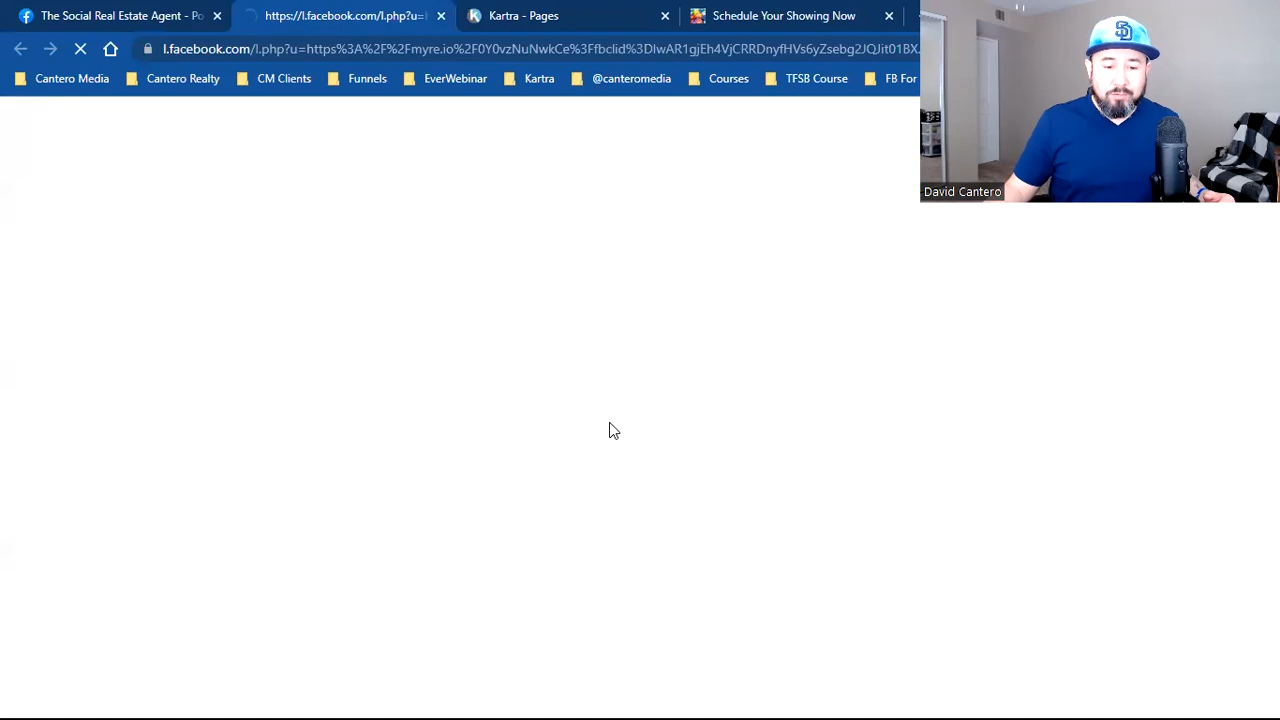 The Social Real Estate Agent - Po
https://l.facebook.com/l.php?u=
Kartra - Pages
Schedule Your Showing Now
l.facebook.com/l.php?u=https%3A%2F%2Fmyre.io%2F0Y0vzNuNwkCe%3Ffbclid%3DIwAR1gjEh4VjCRRDnyfHVs6yZsebg2JQJit01BX
Cantero Media
Cantero Realty
CM Clients
Funnels
EverWebinar
Kartra
@canteromedia
Courses
TFSB Course
FB For
SD
David Cantero